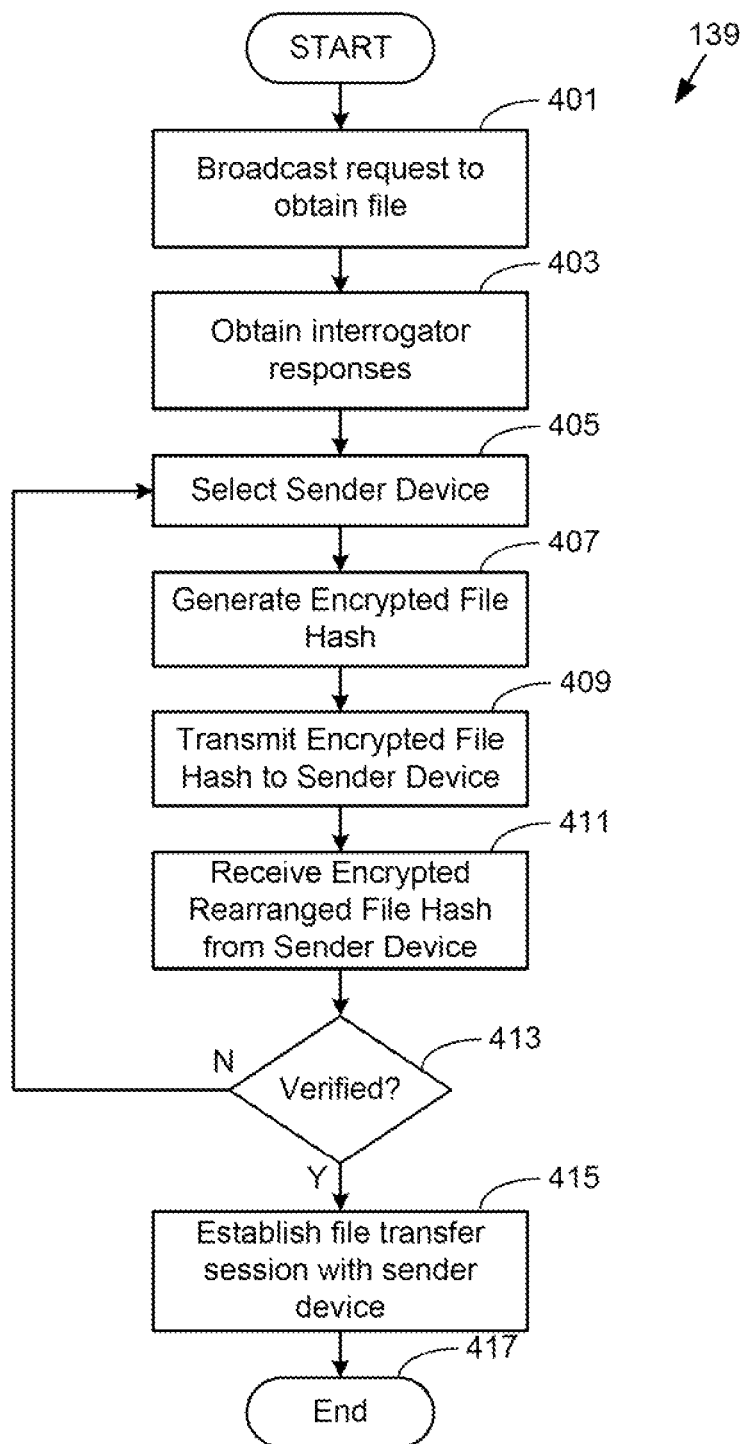 START
139
401
Broadcast request to
obtain file
403
Obtain interrogator
responses
405
Select Sender Device
407
Generate Encrypted File
Hash
409
Transmit Encrypted File
Hash to Sender Device
411
Receive Encrypted
Rearranged File Hash
from Sender Device
413
N
Verified?
Y
415
Establish file transfer
session with sender
device
417
End